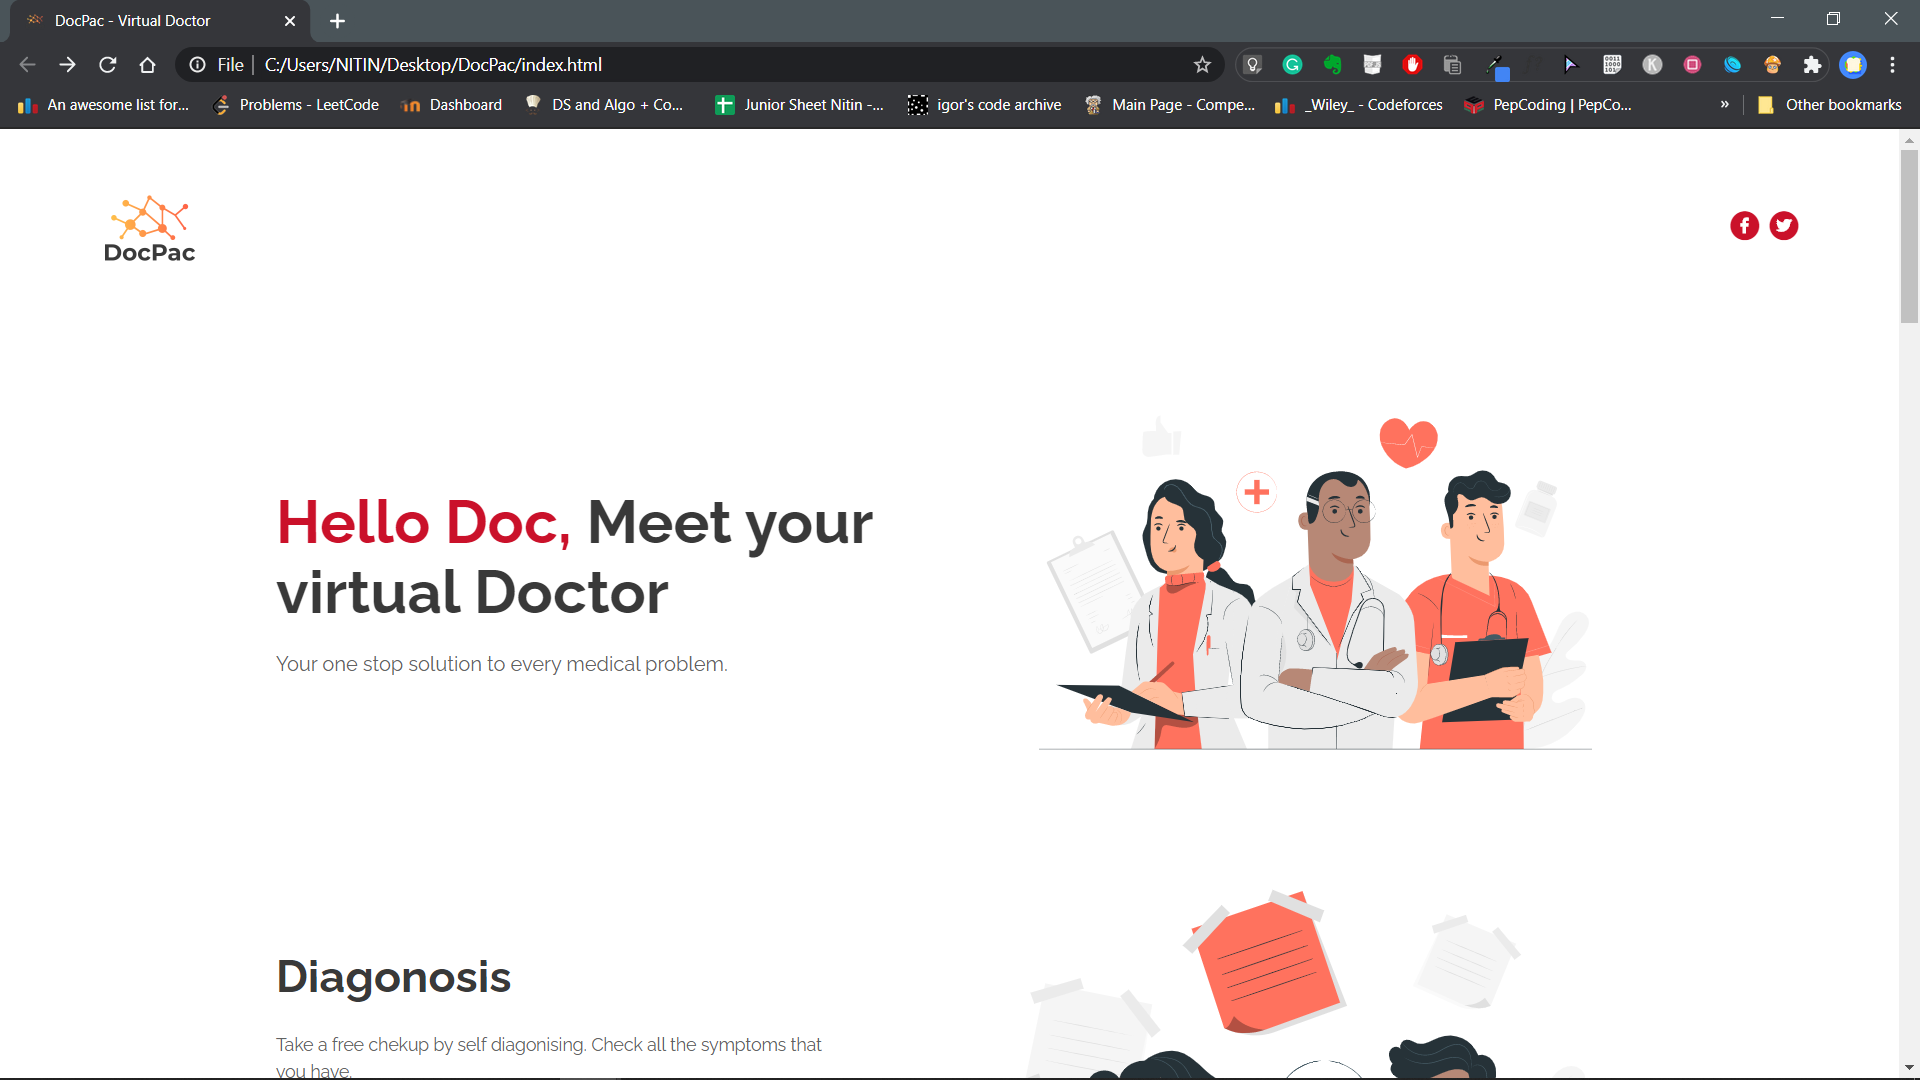 DocPac - Virtual Doctor
File
C:/Users/NITIN/Desktop/DocPac/index.html
An awesome list for...
Problems - LeetCode
Dashboard
DS and Algo + Co...
Junior Sheet Nitin -...
igor's code archive
Main Page - Compe...
_Wiley_ - Codeforces
PepCoding | PepCo...
»
Other bookmarks
DocPac
Hello Doc, Meet your
virtual Doctor
Your one stop solution to every medical problem.
Diagonosis
Take a free chekup by self diagonising. Check all the symptoms that
you have.